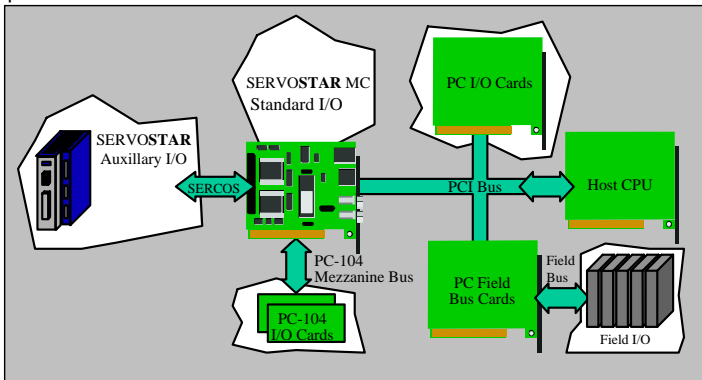 SERVOSTAR MC
Standard I/O
PC I/O Cards
SERVOSTAR
Auxillary I/O
SERCOS
PCI Bus
Host CPU
PC-104
Mezzanine Bus
PC Field
Bus Cards
Field
Bus
PC-104
I/O Cards
Field I/O